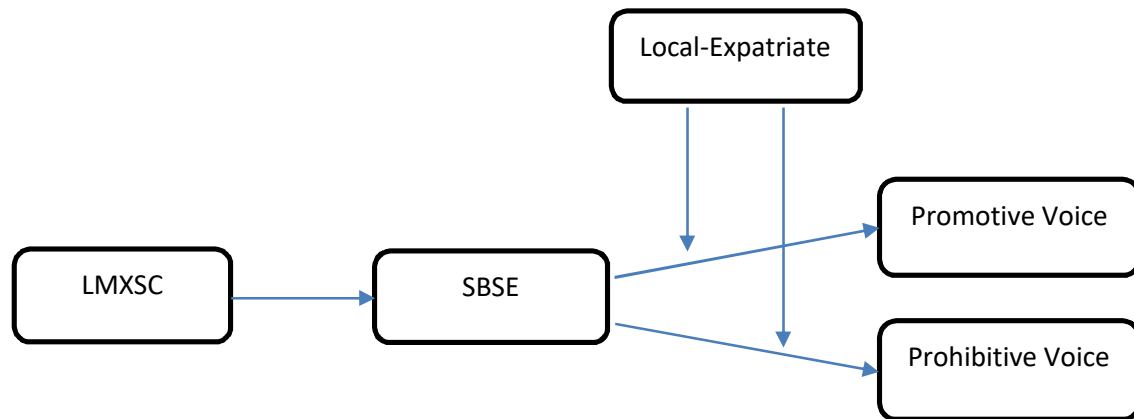 Local-Expatriate
Promotive Voice
LMXSC
SBSE
Prohibitive Voice